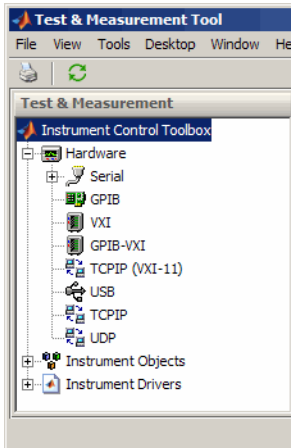 Test & Measurement Tool
File View Tools Desktop Window He
Test & Measurement
Instrument Control Toolbox
Hardware
Serial
GPIB
VXI
GPIB-VXI
TCPIP (VXI-11)
USB
TCPIP
UDP
Instrument Objects
Instrument Drivers